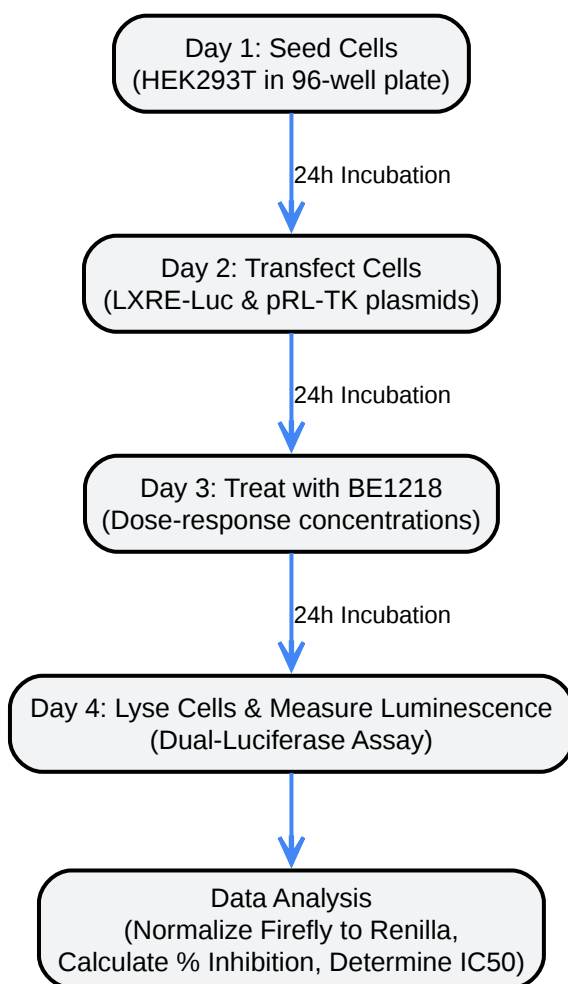 Day 1: Seed Cells
(HEK293T in 96-well plate)
24h Incubation
Day 2: Transfect Cells
(LXRE-Luc & pRL-TK plasmids)
24h Incubation
Day 3: Treat with BE1218
(Dose-response concentrations)
24h Incubation
Day 4: Lyse Cells & Measure Luminescence
(Dual-Luciferase Assay)
Data Analysis
(Normalize Firefly to Renilla,
Calculate % Inhibition, Determine IC50)